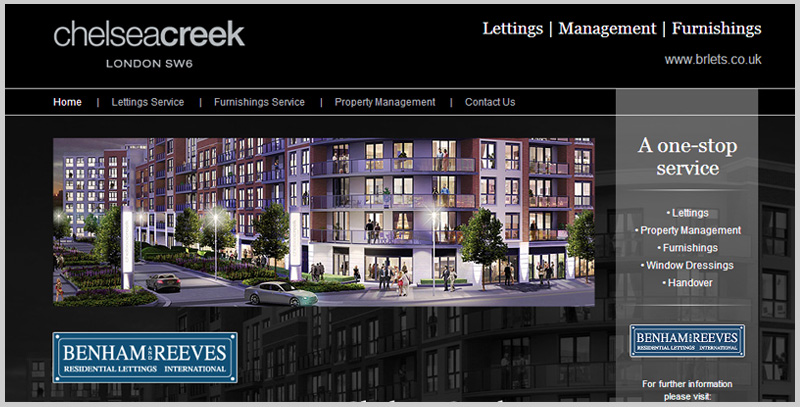 chelseacreek
LONDON SW6
Lettings | Management | Furnishings
www.brlets.co.uk
Home | Lettings Service | Furnishings Service | Property Management | Contact Us
A one-stop
service
• Lettings
• Property Management
• Furnishings
• Window Dressings
• Handover
BENHAM AND REEVES
RESIDENTIAL LETTINGS INTERNATIONAL
BENHAM AND REEVES
RESIDENTIAL LETTINGS INTERNATIONAL
For further information
please visit: